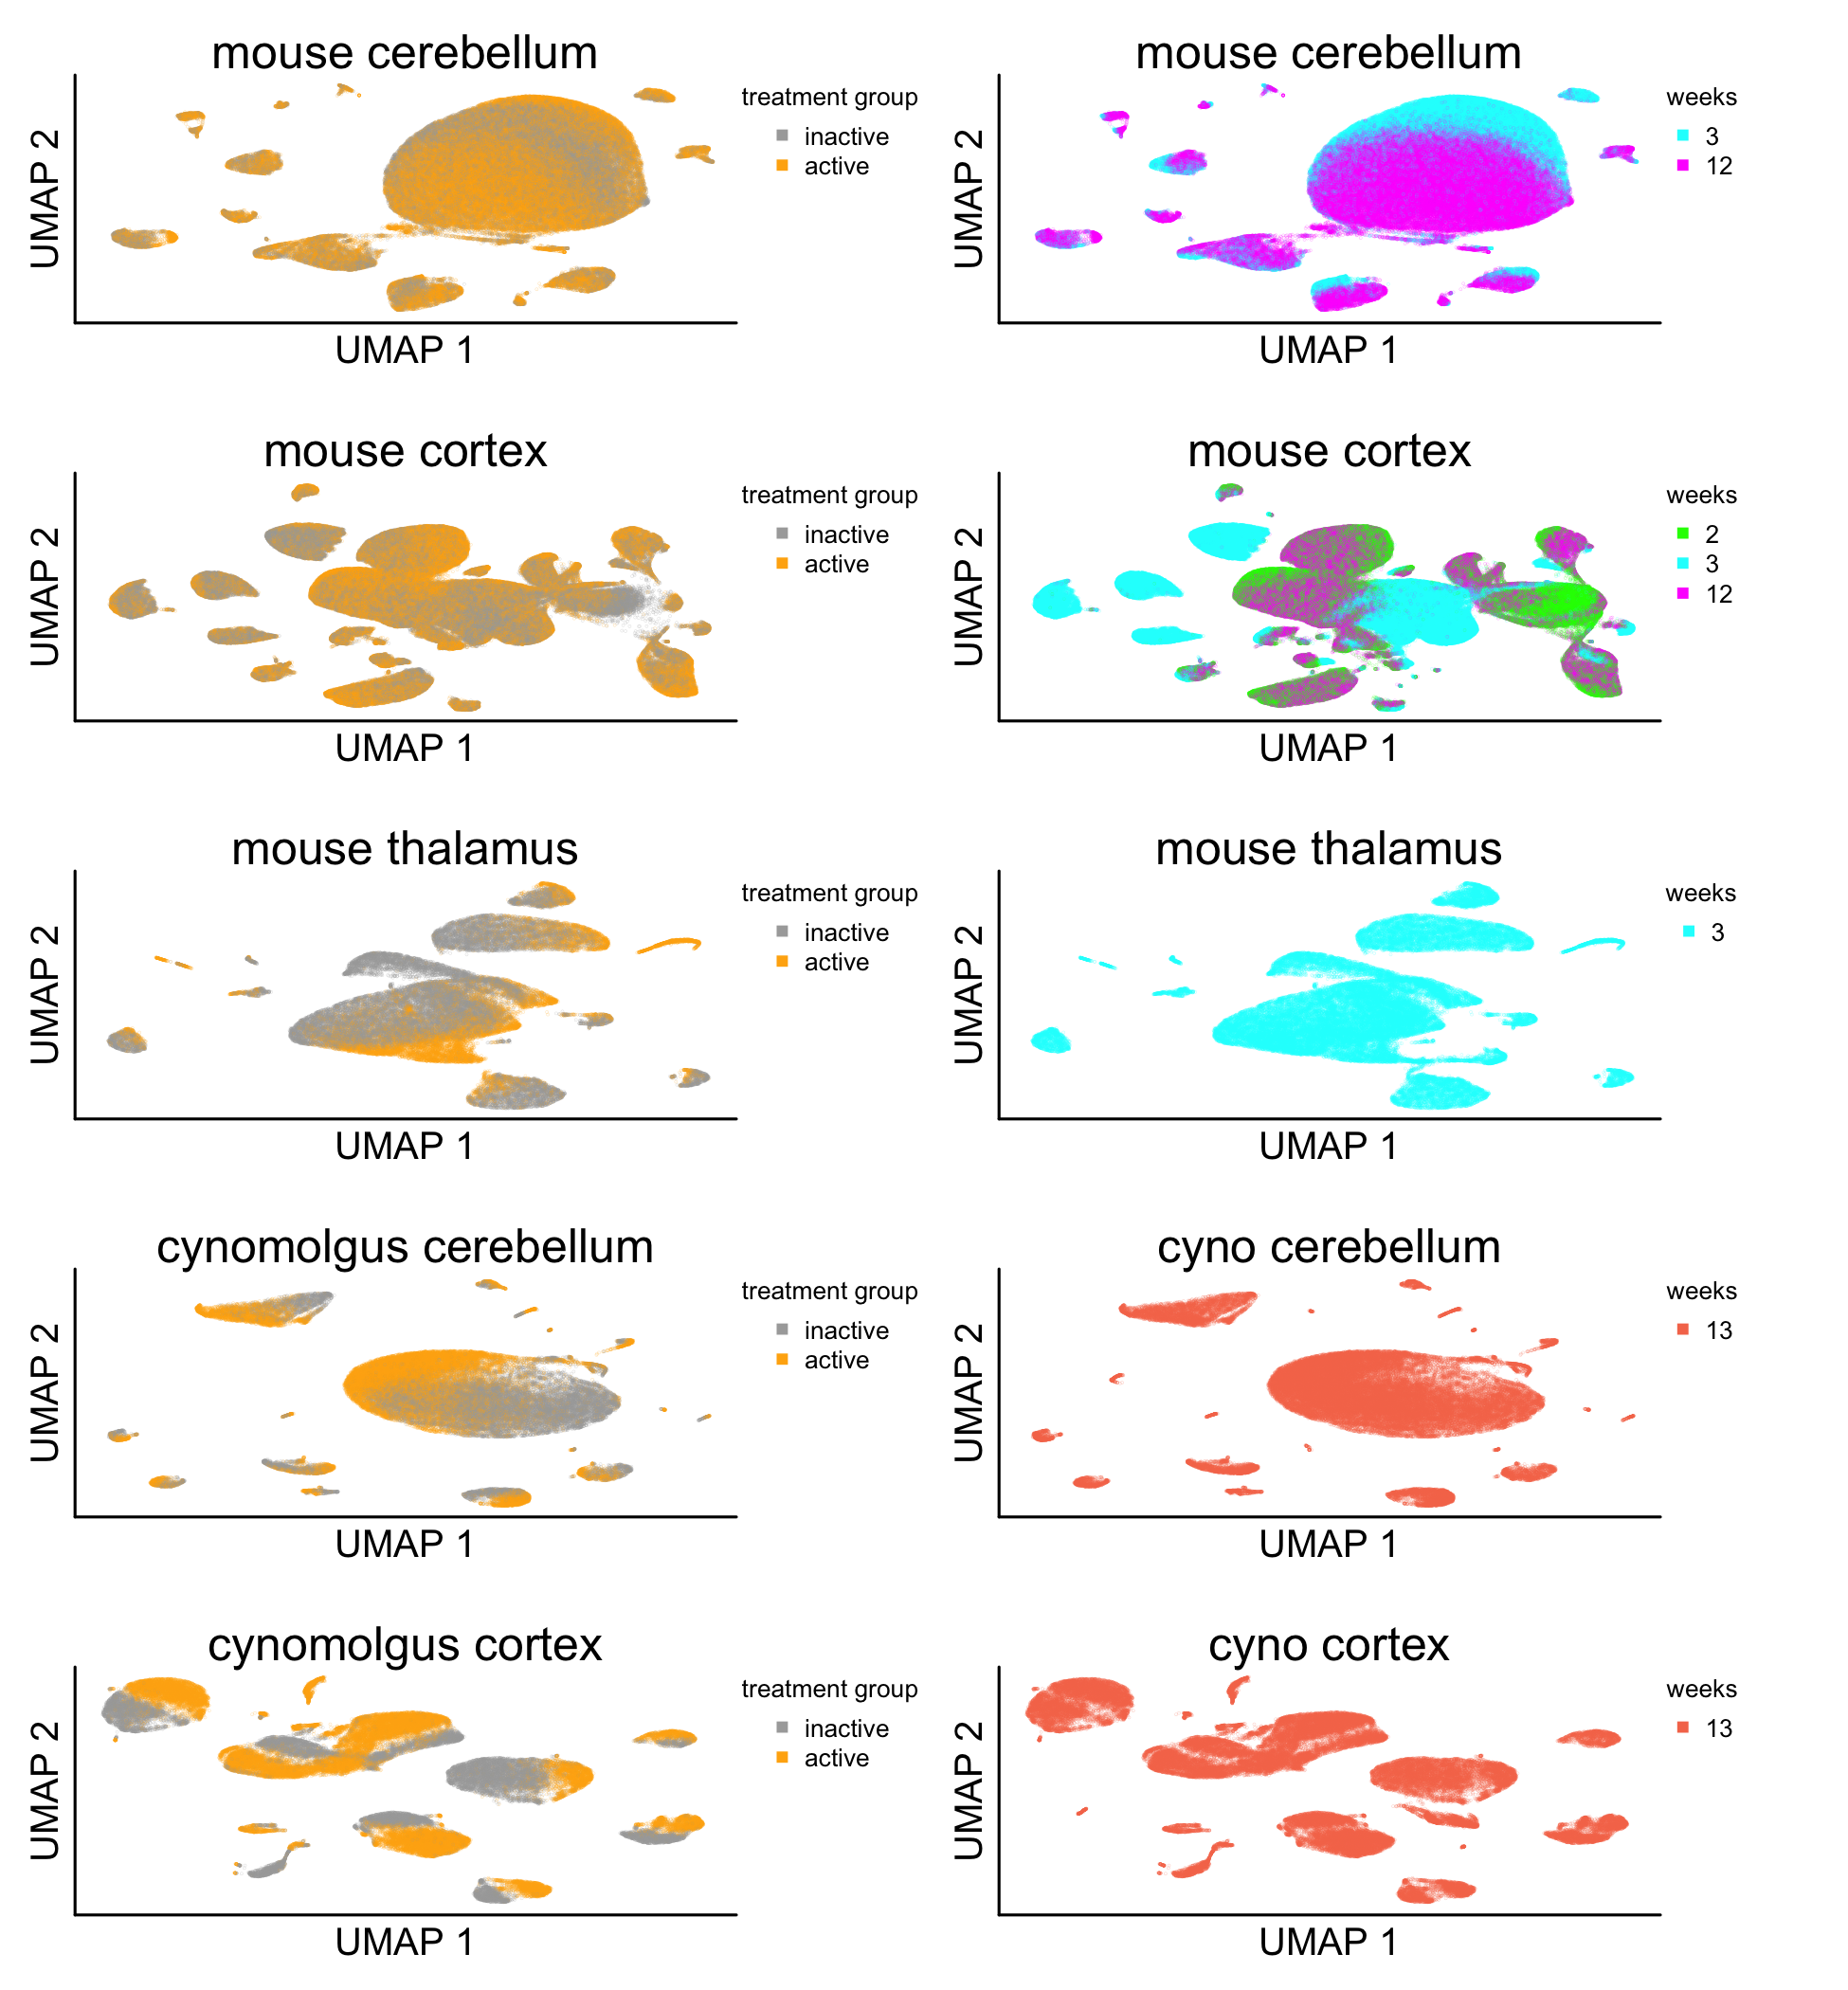 mouse cerebellum
treatment group
inactive
active
UMAP 2
UMAP 1
mouse cerebellum
weeks
3
12
UMAP 2
UMAP 1
mouse cortex
treatment group
inactive
active
UMAP 2
UMAP 1
mouse cortex
weeks
2
3
12
UMAP 2
UMAP 1
mouse thalamus
treatment group
inactive
active
UMAP 2
UMAP 1
mouse thalamus
weeks
3
UMAP 2
UMAP 1
cynomolgus cerebellum
treatment group
inactive
active
UMAP 2
UMAP 1
cyno cerebellum
weeks
13
UMAP 2
UMAP 1
cynomolgus cortex
treatment group
inactive
active
UMAP 2
UMAP 1
cyno cortex
weeks
13
UMAP 2
UMAP 1